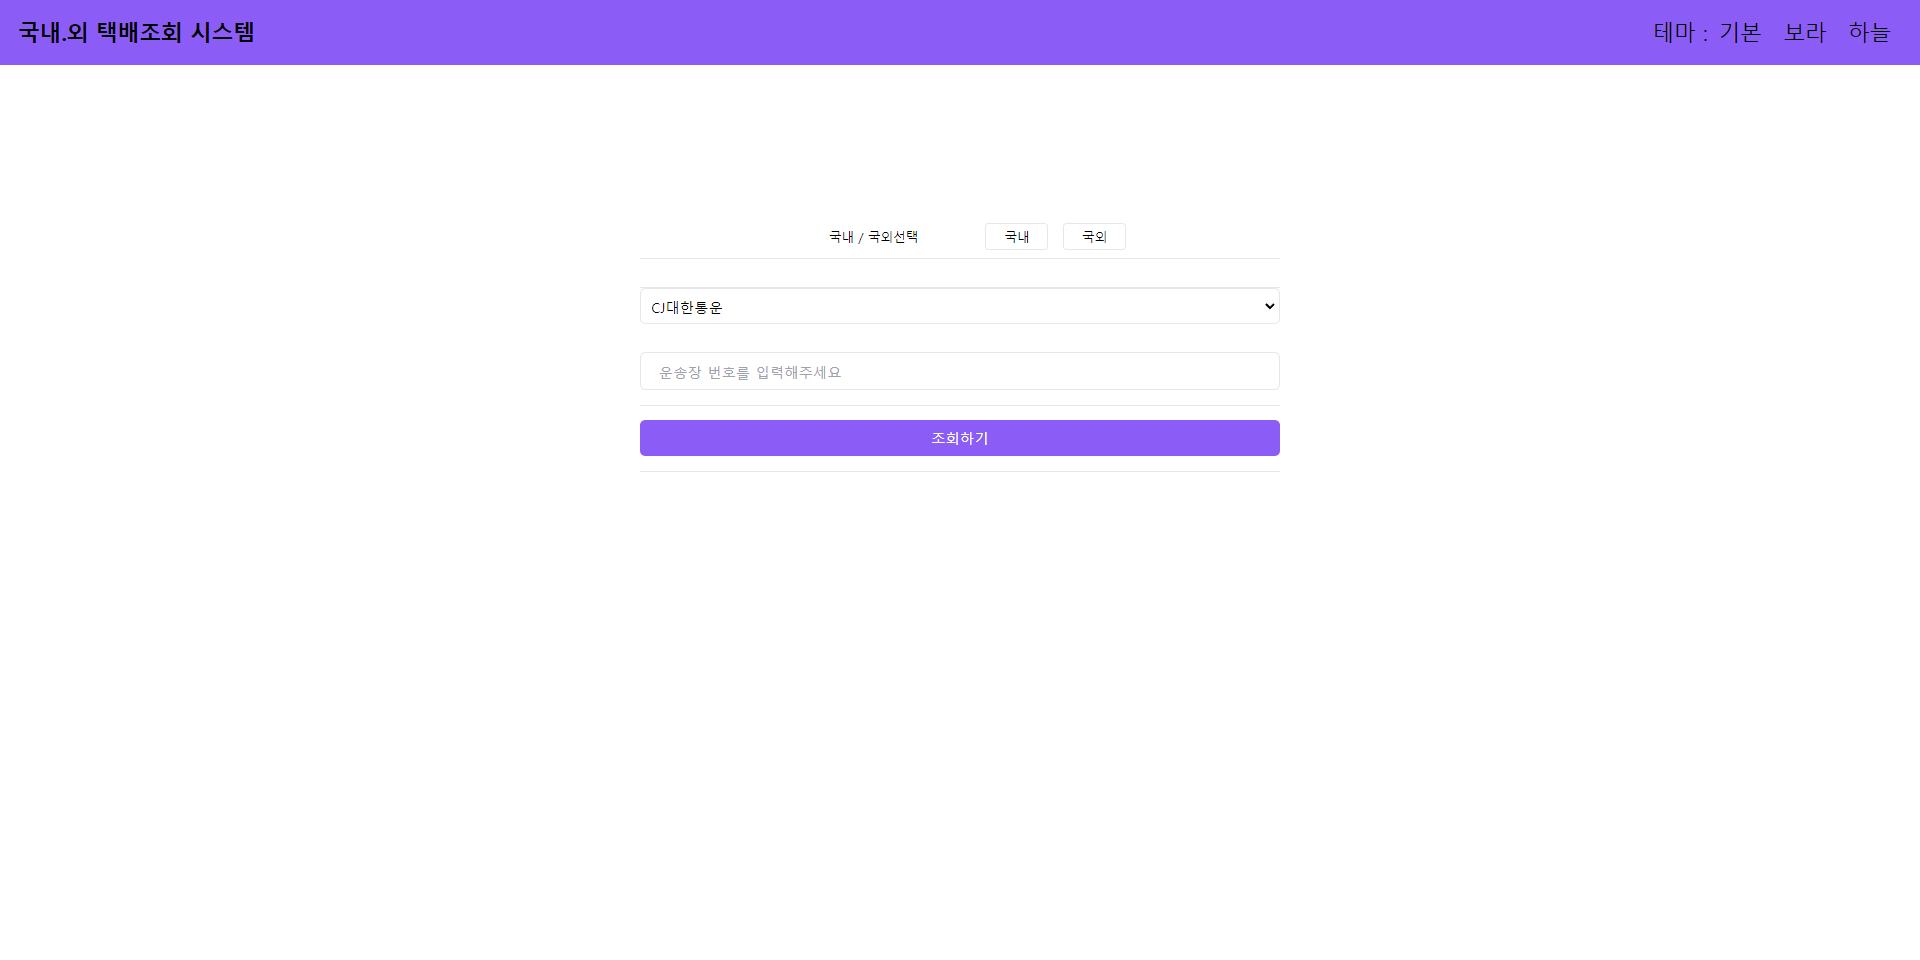 국내.외 택배조회 시스템
테마 : 기본 보라 하늘
국내 / 국외선택 국내 국외
CJ대한통운
운송장 번호를 입력해주세요
조회하기